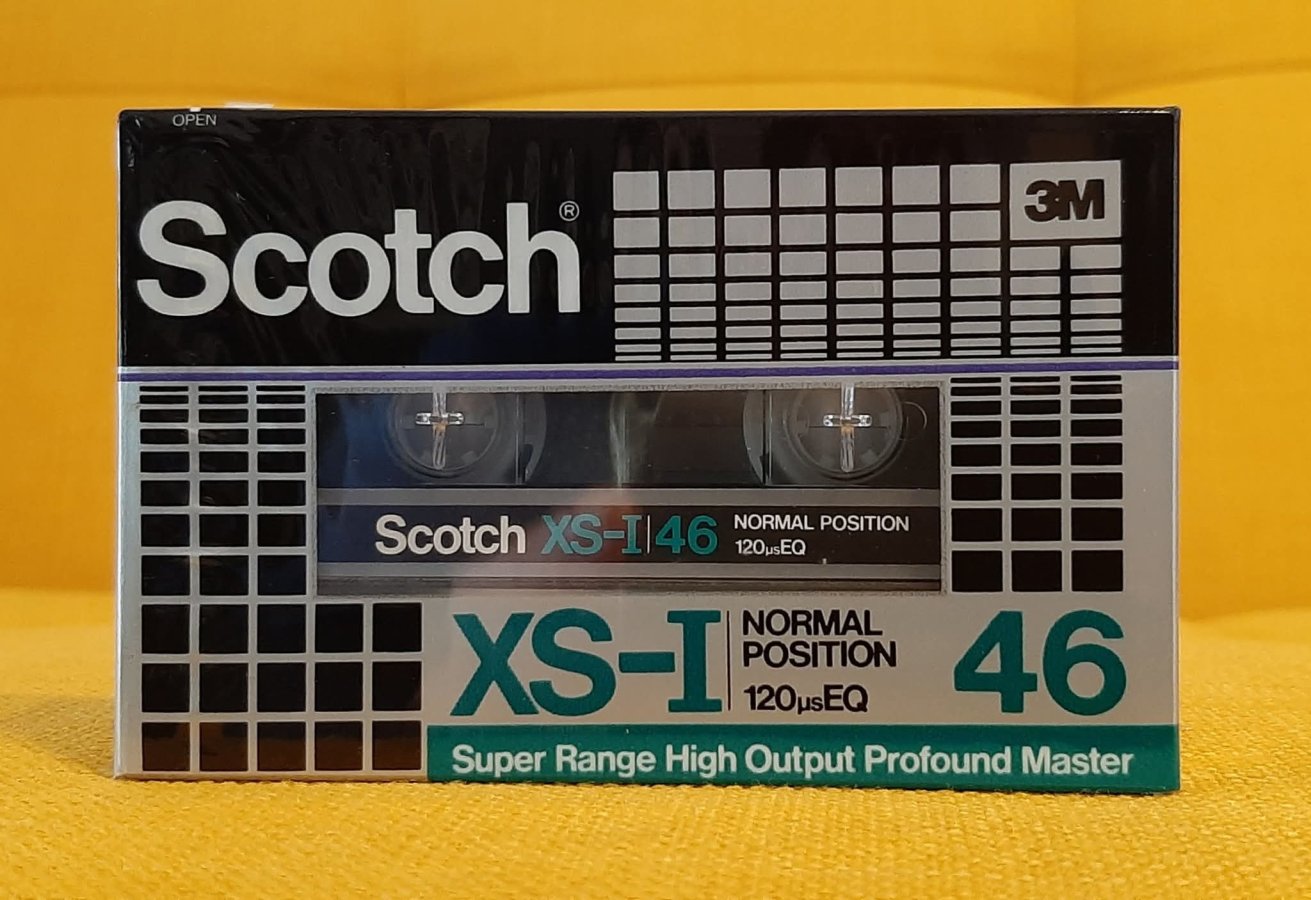 OPEN
Scotch®
3M
Scotch XS-I 46 NORMAL POSITION
120µsEQ
XS-I NORMAL POSITION 120µsEQ 46
Super Range High Output Profound Master